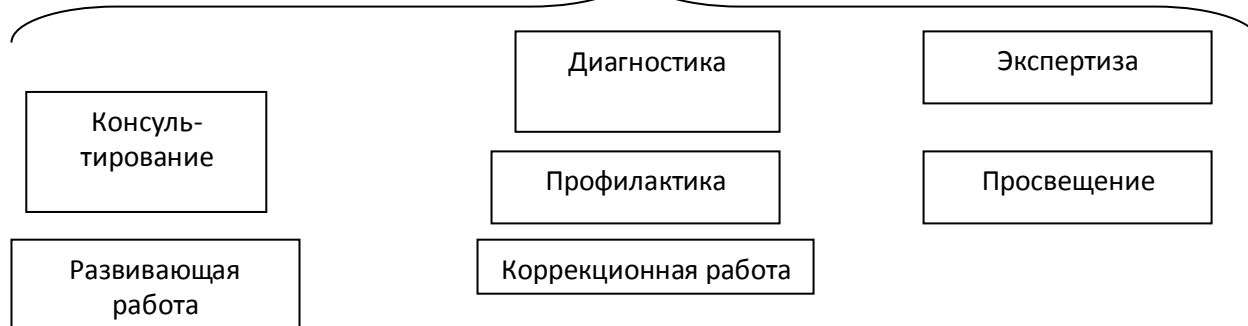 Диагностика
Экспертиза
Консуль-
тирование
Профилактика
Просвещение
Развивающая
работа
Коррекционная работа